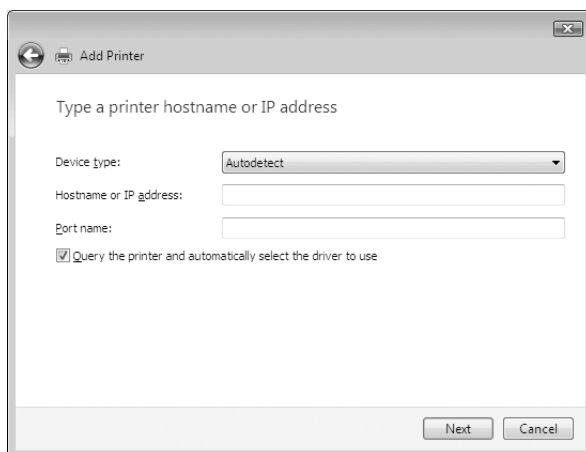 Add Printer
Type a printer hostname or IP address
Device type: Autodetect
Hostname or IP address:
Port name:
Query the printer and automatically select the driver to use
Next Cancel